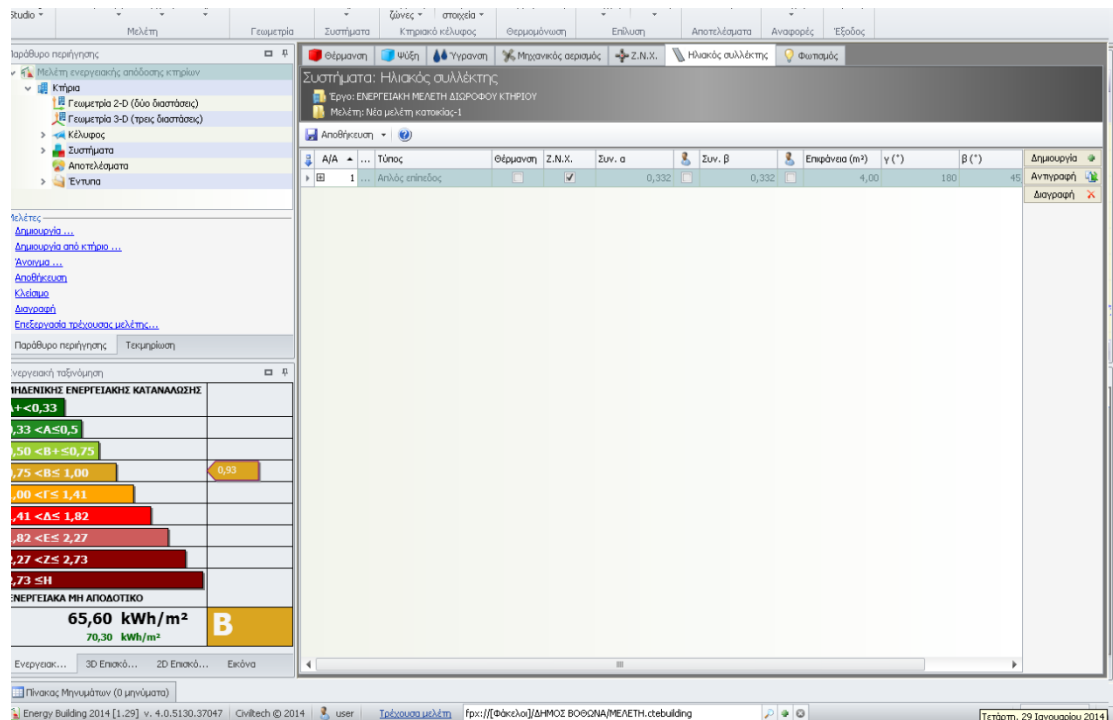 Studio
ζώνες
στοιχεία
Μελέτη
Γεωμετρία
Συστήματα
Κτηριακό κέλυφος
Θερμομόνωση
Επίλυση
Αποτελέσματα
Αναφορές
Έξοδος
Παράθυρο περιήγησης
Μελέτη ενεργειακής απόδοσης κτηρίων
Κτήρια
Γεωμετρία 2-D (δύο διαστάσεις)
Γεωμετρία 3-D (τρεις διαστάσεις)
Κέλυφος
Συστήματα
Αποτελέσματα
Έντυπα
Μελέτες
Δημιουργία ...
Δημιουργία από κτήριο ...
Άνοιγμα ...
Αποθήκευση
Κλείσιμο
Διαγραφή
Επεξεργασία τρέχουσας μελέτης...
Παράθυρο περιήγησης Τεκμηρίωση
Ενεργειακή ταξινόμηση
ΜΗΔΕΝΙΚΗΣ ΕΝΕΡΓΕΙΑΚΗΣ ΚΑΤΑΝΑΛΩΣΗΣ
A+<0,33
,33 <A≤0,5
,50 <B+≤0,75
,75 <B≤ 1,00
0,93
,00 <Γ≤ 1,41
,41 <Δ≤ 1,82
,82 <E≤ 2,27
,27 <Z≤ 2,73
,73 ≤H
ΕΝΕΡΓΕΙΑΚΑ ΜΗ ΑΠΟΔΟΤΙΚΟ
65,60 kWh/m²
70,30 kWh/m²
B
Ενεργειακ... 3D Επισκό... 2D Επισκό... Εικόνα
Θέρμανση Ψύξη Ύγρανση Μηχανικός αερισμός Ζ.Ν.Χ. Ηλιακός συλλέκτης Φωτισμός
Συστήματα: Ηλιακός συλλέκτης
Έργο: ΕΝΕΡΓΕΙΑΚΗ ΜΕΛΕΤΗ ΔΙΩΡΟΦΟΥ ΚΤΗΡΙΟΥ
Μελέτη: Νέα μελέτη κατοικίας-1
Αποθήκευση
Α/Α ... Τύπος Θέρμανση Ζ.Ν.Χ. Συν. α Συν. β Επιφάνεια (m²) γ (°) β (°)
1 ... Απλός επίπεδος 0,332 0,332 4,00 180 45
Δημιουργία
Αντιγραφή
Διαγραφή
Πίνακας Μηνυμάτων (0 μηνύματα)
Energy Building 2014 [1.29] v. 4.0.5130.37047 Civiltech © 2014 user Τρέχουσα μελέτη fpx://[Φάκελοι]/ΔΗΜΟΣ ΒΟΘΩΝΑ/ΜΕΛΕΤΗ.ctebuilding
Τετάρτη, 29 Ιανουαρίου 2014